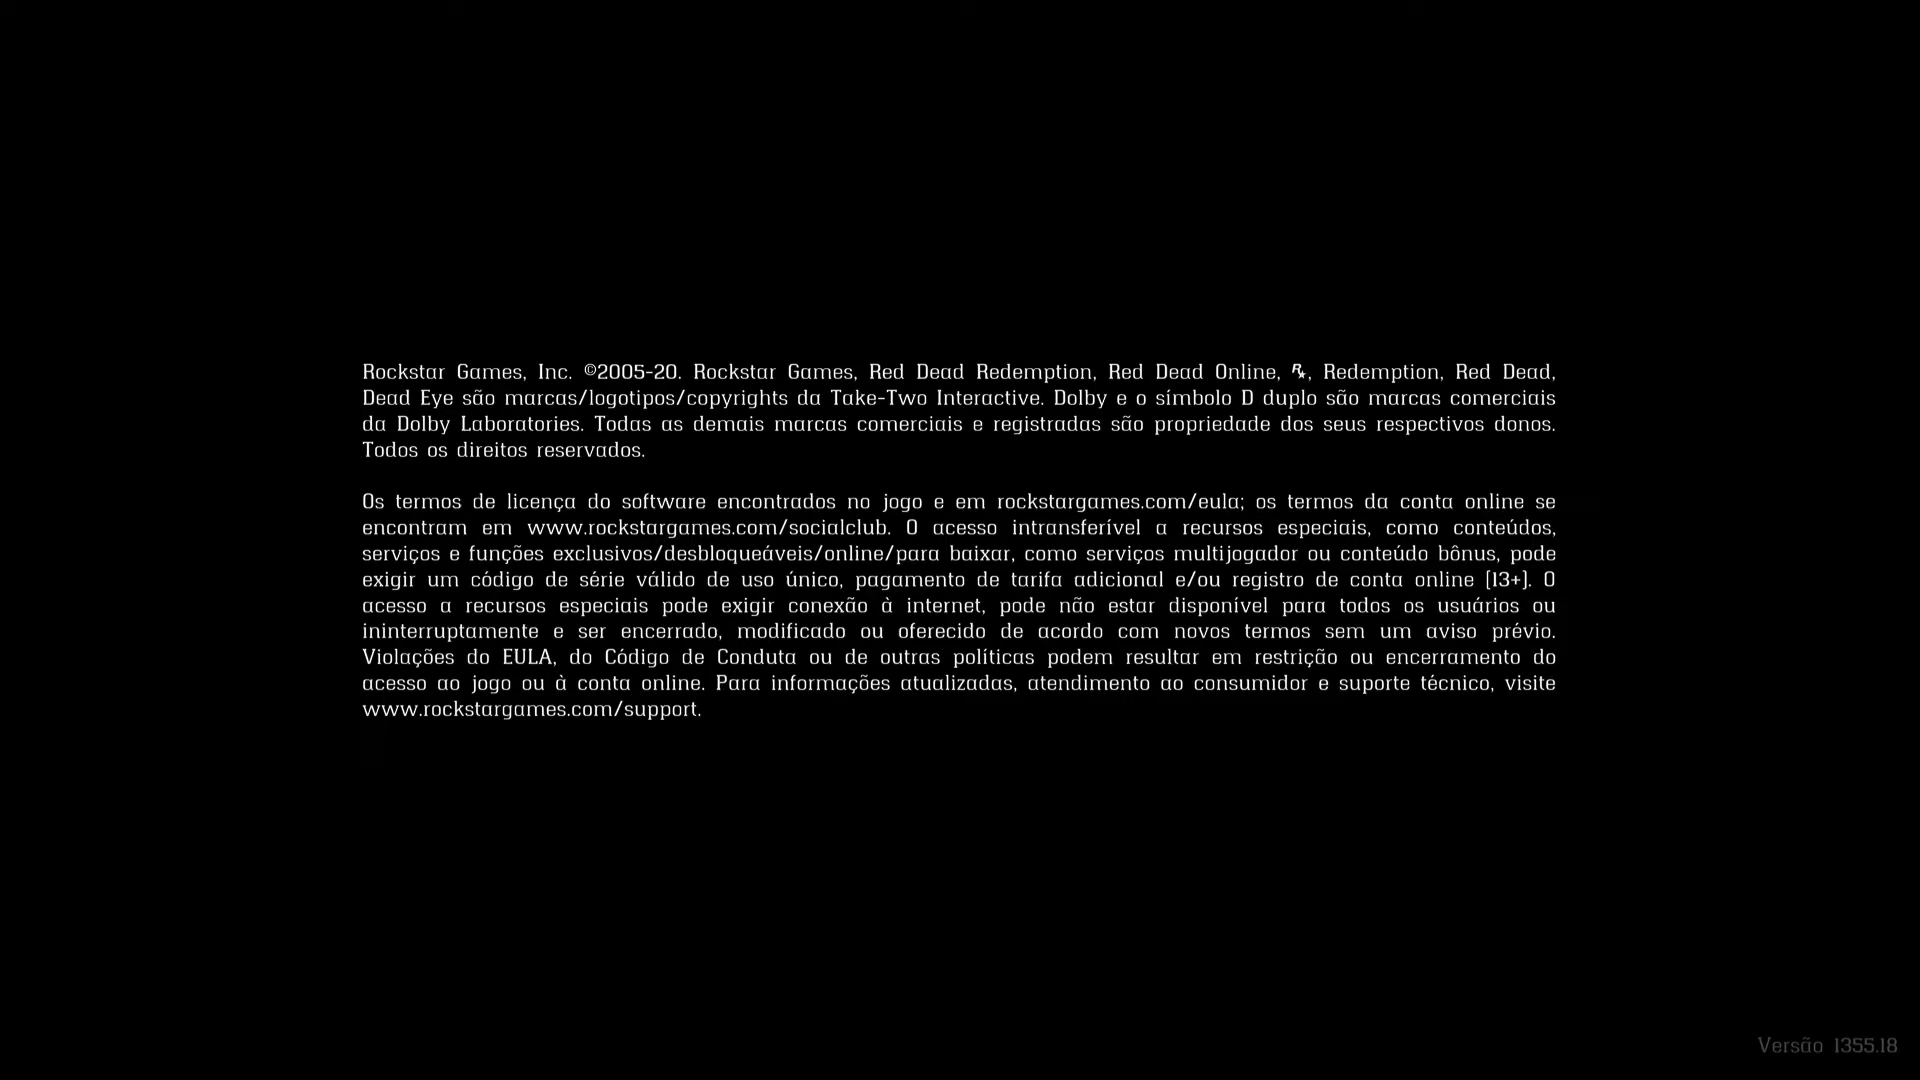 Rockstar Games, Inc. ©2005-20. Rockstar Games, Red Dead Redemption, Red Dead Online, R★, Redemption, Red Dead,
Dead Eye são marcas/logotipos/copyrights da Take-Two Interactive. Dolby e o símbolo D duplo são marcas comerciais
da Dolby Laboratories. Todas as demais marcas comerciais e registradas são propriedade dos seus respectivos donos.
Todos os direitos reservados.
Os termos de licença do software encontrados no jogo e em rockstargames.com/eula; os termos da conta online se
encontram em www.rockstargames.com/socialclub. O acesso intransferível a recursos especiais, como conteúdos,
serviços e funções exclusivos/desbloqueáveis/online/para baixar, como serviços multijogador ou conteúdo bônus, pode
exigir um código de série válido de uso único, pagamento de tarifa adicional e/ou registro de conta online (13+). O
acesso a recursos especiais pode exigir conexão à internet, pode não estar disponível para todos os usuários ou
ininterruptamente e ser encerrado, modificado ou oferecido de acordo com novos termos sem um aviso prévio.
Violações do EULA, do Código de Conduta ou de outras políticas podem resultar em restrição ou encerramento do
acesso ao jogo ou à conta online. Para informações atualizadas, atendimento ao consumidor e suporte técnico, visite
www.rockstargames.com/support.
Versão 1355.18